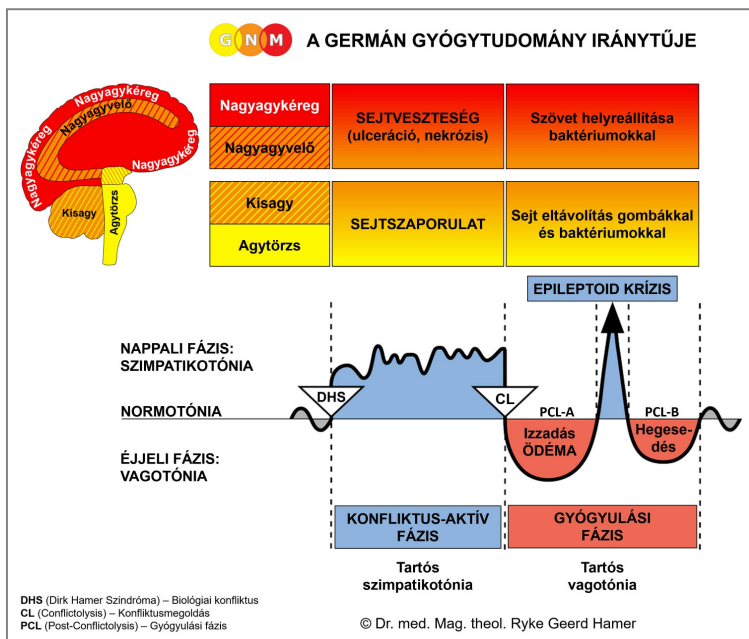 G N M A GERMÁN GYÓGYTUDOMÁNY IRÁNYTŰJE
Nagyagykéreg
Nagyagyvelő
Nagyagykéreg
Nagyagykéreg
Kisagy
Agytörzs
Nagyagykéreg
Nagyagyvelő
SEJTVESZTESÉG
(ulceráció, nekrózis)
Szövet helyreállítása
baktériumokkal
Kisagy
Agytörzs
SEJTSZAPORULAT
Sejt eltávolítás gombákkal
és baktériumokkal
EPILEPTOID KRÍZIS
NAPPALI FÁZIS:
SZIMPATIKOTÓNIA
DHS
CL
NORMOTÓNIA
PCL-A
Izzadás
ÖDÉMA
PCL-B
Hegese-
dés
ÉJJELI FÁZIS:
VAGOTÓNIA
KONFLIKTUS-AKTÍV
FÁZIS
GYÓGYULÁSI
FÁZIS
Tartós
szimpatikotónia
Tartós
vagotónia
DHS (Dirk Hamer Szindróma) – Biológiai konfliktus
CL (Conflictolysis) – Konfliktusmegoldás
PCL (Post-Conflictolysis) – Gyógyulási fázis
© Dr. med. Mag. theol. Ryke Geerd Hamer